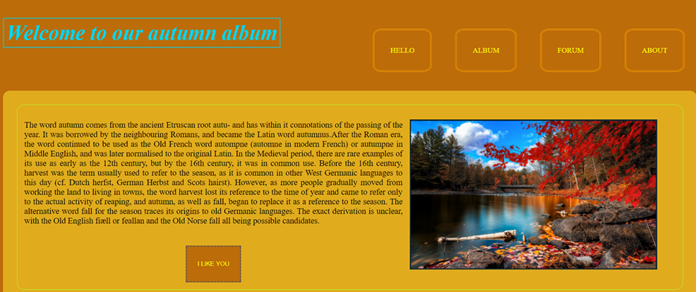 Welcome to our autumn album
HELLO
ALBUM
FORUM
ABOUT
The word autumn comes from the ancient Etruscan root autu- and has within it connotations of the passing of the
year. It was borrowed by the neighbouring Romans, and became the Latin word autumnus.After the Roman era,
the word continued to be used as the Old French word autompne (automne in modern French) or autumpne in
Middle English, and was later normalised to the original Latin. In the Medieval period, there are rare examples of
its use as early as the 12th century, but by the 16th century, it was in common use. Before the 16th century,
harvest was the term usually used to refer to the season, as it is common in other West Germanic languages to
this day (cf. Dutch herfst, German Herbst and Scots hairst). However, as more people gradually moved from
working the land to living in towns, the word harvest lost its reference to the time of year and came to refer only
to the actual activity of reaping, and autumn, as well as fall, began to replace it as a reference to the season. The
alternative word fall for the season traces its origins to old Germanic languages. The exact derivation is unclear,
with the Old English fiæll or feallan and the Old Norse fall all being possible candidates.
I LIKE YOU